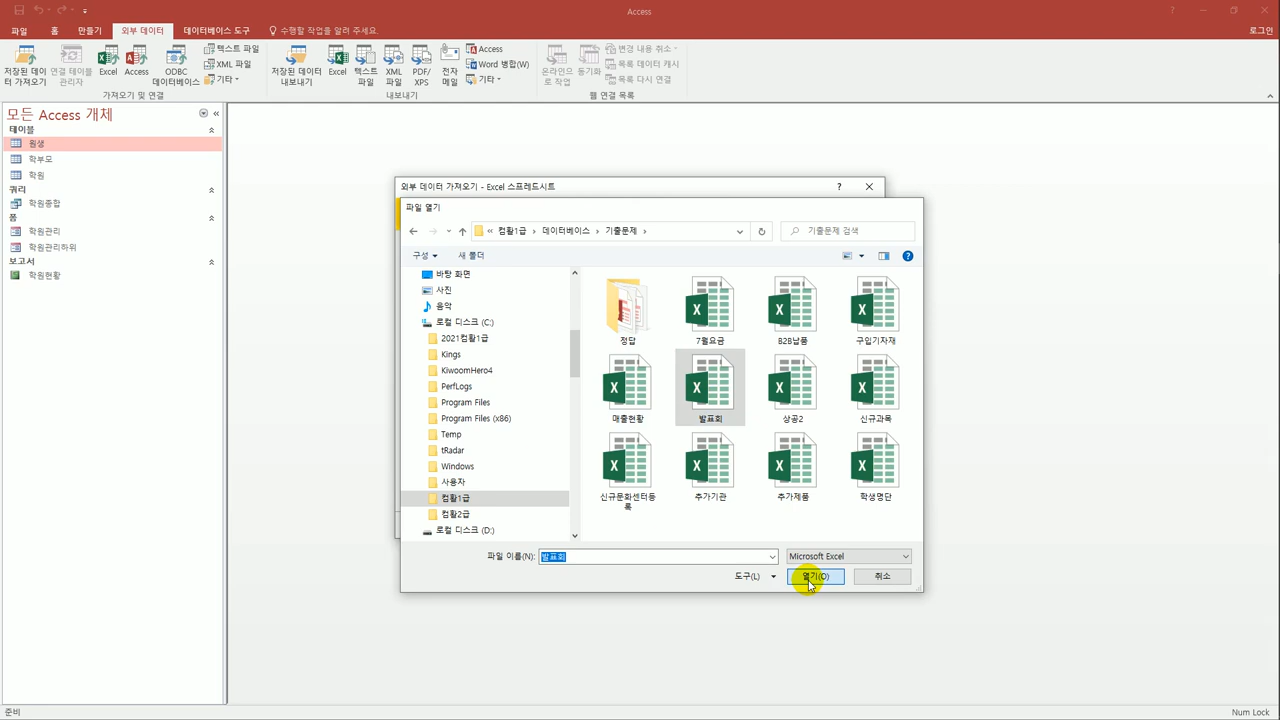 Access
파일 홈 만들기 외부 데이터 데이터베이스 도구 수행할 작업을 알려 주세요. 로그인
저장된 데이터 가져오기
연결 테이블 관리자
Excel
Access
ODBC 데이터베이스
텍스트 파일
XML 파일
기타
저장된 데이터 내보내기
Excel
텍스트 파일
XML 파일
PDF/XPS
전자 메일
Access
Word 병합(W)
기타
온라인으로 작업
동기화
변경 내용 취소
목록 데이터 캐시
목록 다시 연결
가져오기 및 연결
내보내기
웹 연결 목록
모든 Access 개체
테이블
원생
학부모
학원
쿼리
학원종합
폼
학원관리
학원관리하위
보고서
학원현황
외부 데이터 가져오기 - Excel 스프레드시트
파일 열기
« 컴활1급 › 데이터베이스 › 기출문제 ›
기출문제 검색
구성
새 폴더
바탕 화면
사진
음악
로컬 디스크 (C:)
2021컴활1급
Kings
KiwoomHero4
PerfLogs
Program Files
Program Files (x86)
Temp
tRadar
Windows
사용자
컴활1급
컴활2급
로컬 디스크 (D:)
정답
7월요금
B2B납품
구입기자재
매출현황
발표회
상공2
신규과목
신규문화센터등록
추가기관
추가제품
학생명단
파일 이름(N): 발표회
Microsoft Excel
도구(L)
열기(O)
취소
준비
Num Lock